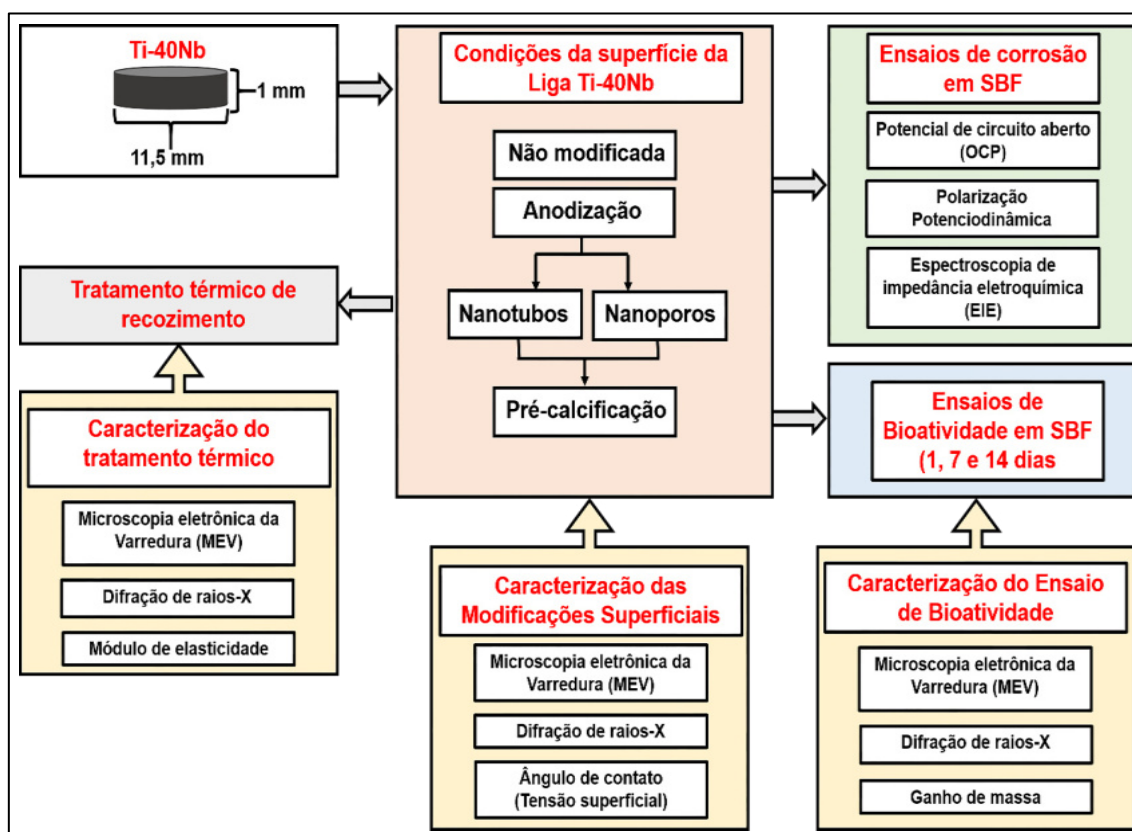 Ti-40Nb
1 mm
11,5 mm
Condições da superfície da
Liga Ti-40Nb
Não modificada
Anodização
Nanotubos
Nanoporos
Pré-calcificação
Ensaios de corrosão
em SBF
Potencial de circuito aberto
(OCP)
Polarização
Potenciodinâmica
Espectroscopia de
impedância eletroquímica
(EIE)
Tratamento térmico de
recozimento
Ensaios de
Bioatividade em SBF
(1, 7 e 14 dias
Caracterização do
tratamento térmico
Microscopia eletrônica da
Varredura (MEV)
Difração de raios-X
Módulo de elasticidade
Caracterização das
Modificações Superficiais
Microscopia eletrônica da
Varredura (MEV)
Difração de raios-X
Ângulo de contato
(Tensão superficial)
Caracterização do Ensaio
de Bioatividade
Microscopia eletrônica da
Varredura (MEV)
Difração de raios-X
Ganho de massa